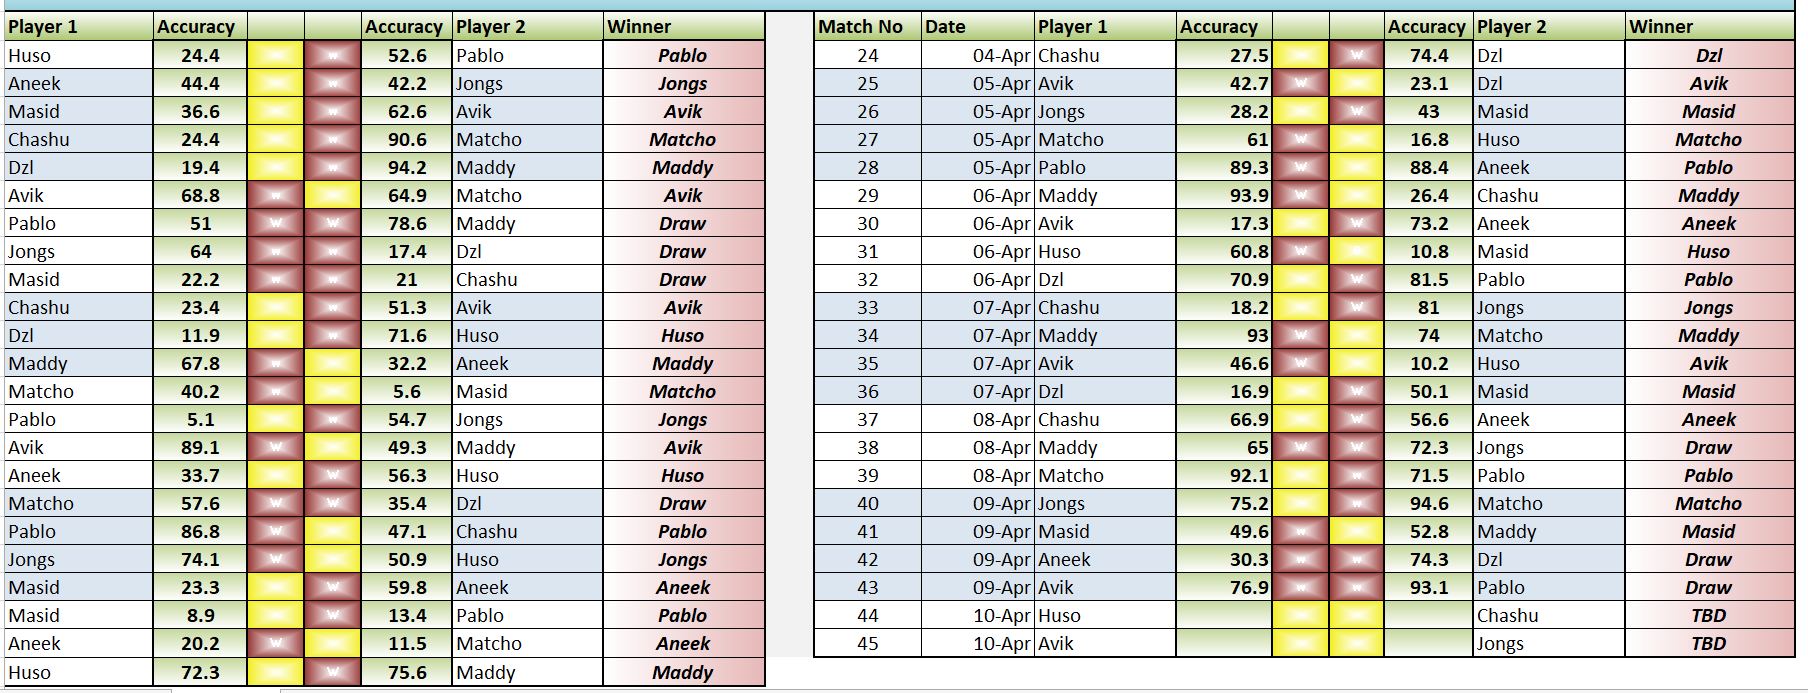 Player 1 Accuracy Accuracy Player 2 Winner
Huso 24.4 W 52.6 Pablo Pablo
Aneek 44.4 W 42.2 Jongs Jongs
Masid 36.6 W 62.6 Avik Avik
Chashu 24.4 W 90.6 Matcho Matcho
Dzl 19.4 W 94.2 Maddy Maddy
Avik 68.8 W 64.9 Matcho Avik
Pablo 51 W W 78.6 Maddy Draw
Jongs 64 W W 17.4 Dzl Draw
Masid 22.2 W W 21 Chashu Draw
Chashu 23.4 W 51.3 Avik Avik
Dzl 11.9 W 71.6 Huso Huso
Maddy 67.8 W 32.2 Aneek Maddy
Matcho 40.2 W 5.6 Masid Matcho
Pablo 5.1 W 54.7 Jongs Jongs
Avik 89.1 W 49.3 Maddy Avik
Aneek 33.7 W 56.3 Huso Huso
Matcho 57.6 W W 35.4 Dzl Draw
Pablo 86.8 W 47.1 Chashu Pablo
Jongs 74.1 W 50.9 Huso Jongs
Masid 23.3 W 59.8 Aneek Aneek
Masid 8.9 W 13.4 Pablo Pablo
Aneek 20.2 W 11.5 Matcho Aneek
Huso 72.3 W 75.6 Maddy Maddy
Match No Date Player 1 Accuracy Accuracy Player 2 Winner
24 04-Apr Chashu 27.5 W 74.4 Dzl Dzl
25 05-Apr Avik 42.7 W 23.1 Dzl Avik
26 05-Apr Jongs 28.2 W 43 Masid Masid
27 05-Apr Matcho 61 W 16.8 Huso Matcho
28 05-Apr Pablo 89.3 W 88.4 Aneek Pablo
29 06-Apr Maddy 93.9 W 26.4 Chashu Maddy
30 06-Apr Avik 17.3 W 73.2 Aneek Aneek
31 06-Apr Huso 60.8 W 10.8 Masid Huso
32 06-Apr Dzl 70.9 W 81.5 Pablo Pablo
33 07-Apr Chashu 18.2 W 81 Jongs Jongs
34 07-Apr Maddy 93 W 74 Matcho Maddy
35 07-Apr Avik 46.6 W 10.2 Huso Avik
36 07-Apr Dzl 16.9 W 50.1 Masid Masid
37 08-Apr Chashu 66.9 W 56.6 Aneek Aneek
38 08-Apr Maddy 65 W W 72.3 Jongs Draw
39 08-Apr Matcho 92.1 W 71.5 Pablo Pablo
40 09-Apr Jongs 75.2 W 94.6 Matcho Matcho
41 09-Apr Masid 49.6 W 52.8 Maddy Masid
42 09-Apr Aneek 30.3 W W 74.3 Dzl Draw
43 09-Apr Avik 76.9 W W 93.1 Pablo Draw
44 10-Apr Huso Chashu TBD
45 10-Apr Avik Jongs TBD